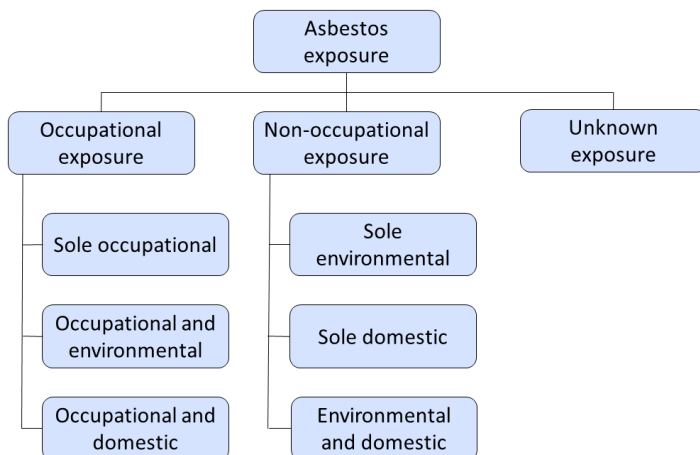 Asbestos
exposure
Occupational
exposure
Non-occupational
exposure
Unknown
exposure
Sole occupational
Sole
environmental
Occupational and
environmental
Sole domestic
Occupational and
domestic
Environmental
and domestic